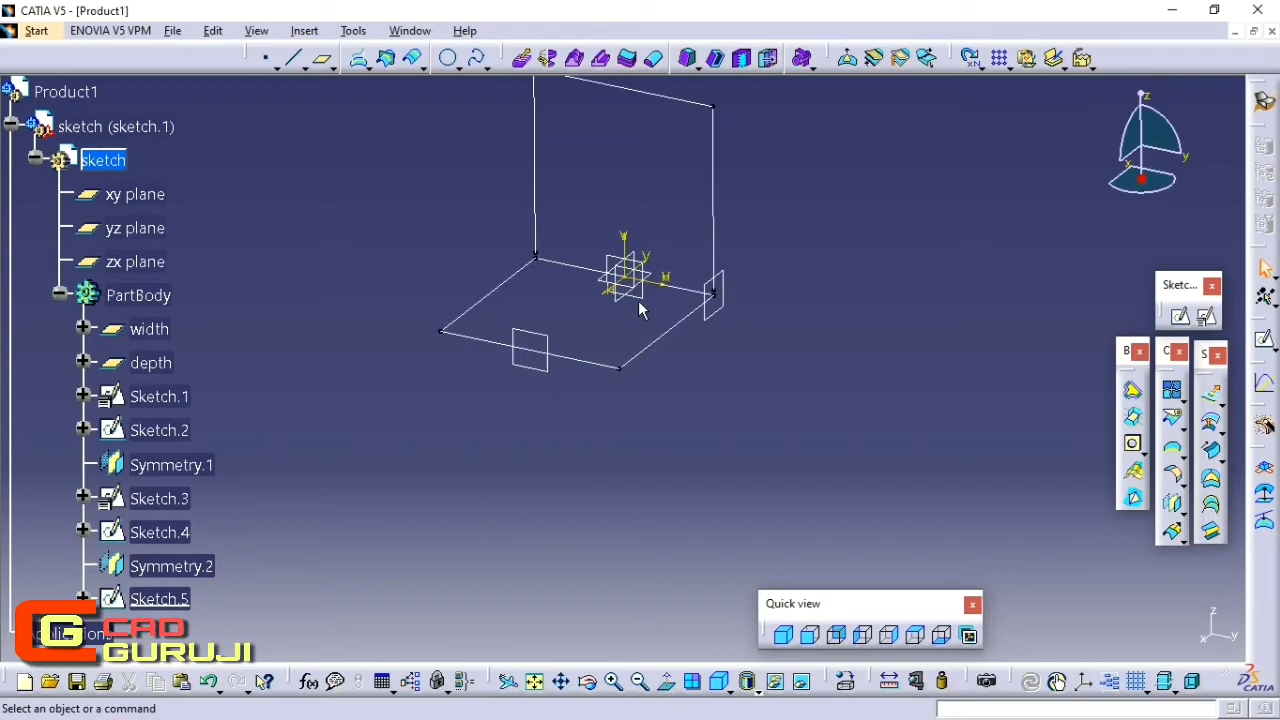 CATIA V5 - [Product1]
Start ENOVIA V5 VPM File Edit View Insert Tools Window Help
Product1
sketch (sketch.1)
sketch
xy plane
yz plane
zx plane
PartBody
width
depth
Sketch.1
Sketch.2
Symmetry.1
Sketch.3
Sketch.4
Symmetry.2
Sketch.5
CG CAD
GURUJI
z
y
x
Sketc...
B C S
Quick view
z
x y
f(x)
CATIA
Select an object or a command